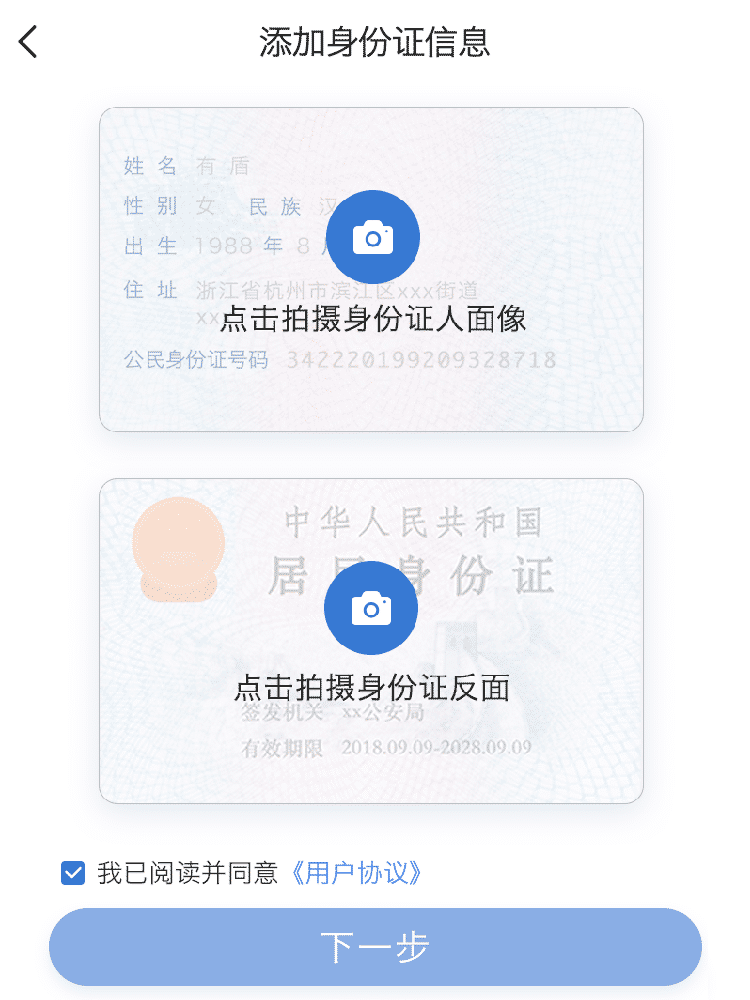 添加身份证信息
姓 名 有 盾
性 别 女 民 族 汉
出 生 1988 年 8
住 址 浙江省杭州市滨江区xxx街道
xx
点击拍摄身份证人面像
公民身份证号码 342220199209328718
中华人民共和国
居民身份证
点击拍摄身份证反面
签发机关 xx公安局
有效期限 2018.09.09-2028.09.09
我已阅读并同意《用户协议》
下一步